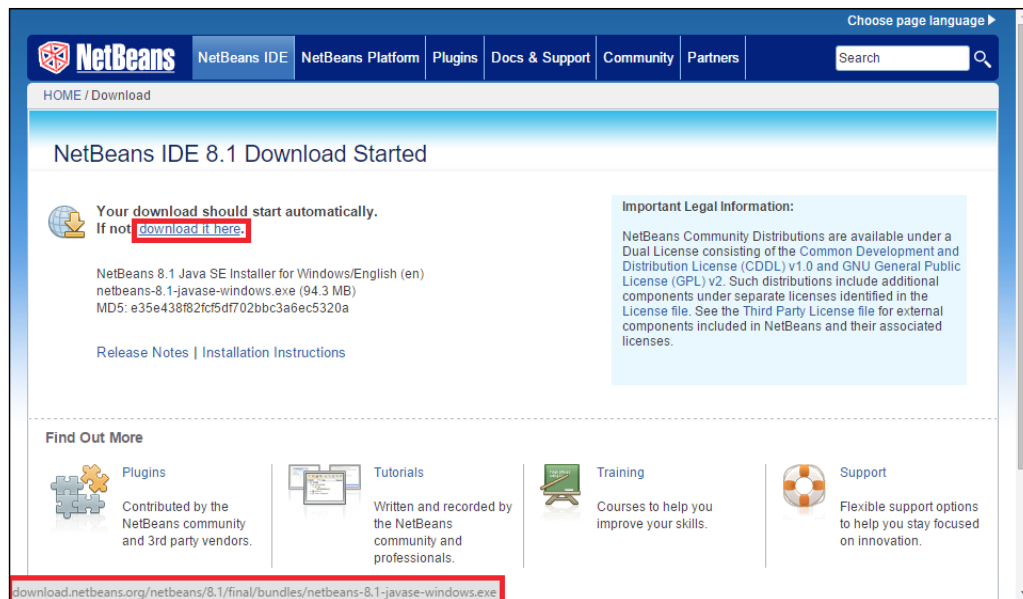 Choose page language
NetBeans
NetBeans IDE
NetBeans Platform
Plugins
Docs & Support
Community
Partners
Search
HOME / Download
NetBeans IDE 8.1 Download Started
Your download should start automatically.
If not download it here.
NetBeans 8.1 Java SE Installer for Windows/English (en)
netbeans-8.1-javase-windows.exe (94.3 MB)
MD5: e35e438f82fcf5df702bbc3a6ec5320a
Release Notes | Installation Instructions
Important Legal Information:
NetBeans Community Distributions are available under a
Dual License consisting of the Common Development and
Distribution License (CDDL) v1.0 and GNU General Public
License (GPL) v2. Such distributions include additional
components under separate licenses identified in the
License file. See the Third Party License file for external
components included in NetBeans and their associated
licenses.
Find Out More
Plugins
Contributed by the
NetBeans community
and 3rd party vendors.
Tutorials
Written and recorded by
the NetBeans
community and
professionals.
Training
Courses to help you
improve your skills.
Support
Flexible support options
to help you stay focused
on innovation.
download.netbeans.org/netbeans/8.1/final/bundles/netbeans-8.1-javase-windows.exe